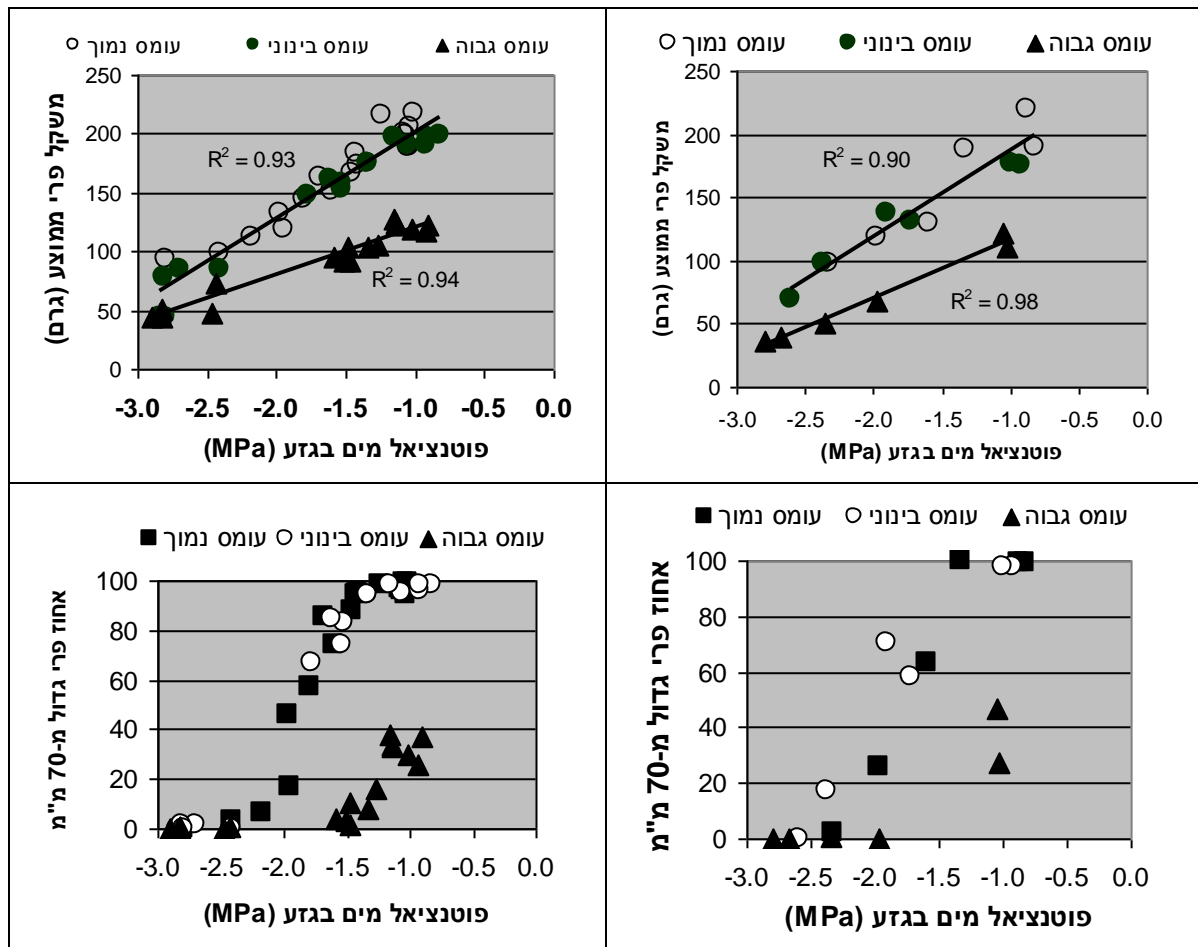 עומס נמוך עומס בינוני עומס גבוה
250
200
150
100
50
0
משקל פרי ממוצע (גרם)
R² = 0.93
R² = 0.94
-3.0 -2.5 -2.0 -1.5 -1.0 -0.5 0.0
פוטנציאל מים בגזע (MPa)
עומס נמוך עומס בינוני עומס גבוה
250
200
150
100
50
0
משקל פרי ממוצע (גרם)
R² = 0.90
R² = 0.98
-3.0 -2.5 -2.0 -1.5 -1.0 -0.5 0.0
פוטנציאל מים בגזע (MPa)
עומס נמוך עומס בינוני עומס גבוה
100
80
60
40
20
0
אחוז פרי גדול מ-70 מ"מ
-3.0 -2.5 -2.0 -1.5 -1.0 -0.5 0.0
פוטנציאל מים בגזע (MPa)
עומס נמוך עומס בינוני עומס גבוה
100
80
60
40
20
0
אחוז פרי גדול מ-70 מ"מ
-3.0 -2.5 -2.0 -1.5 -1.0 -0.5 0.0
פוטנציאל מים בגזע (MPa)